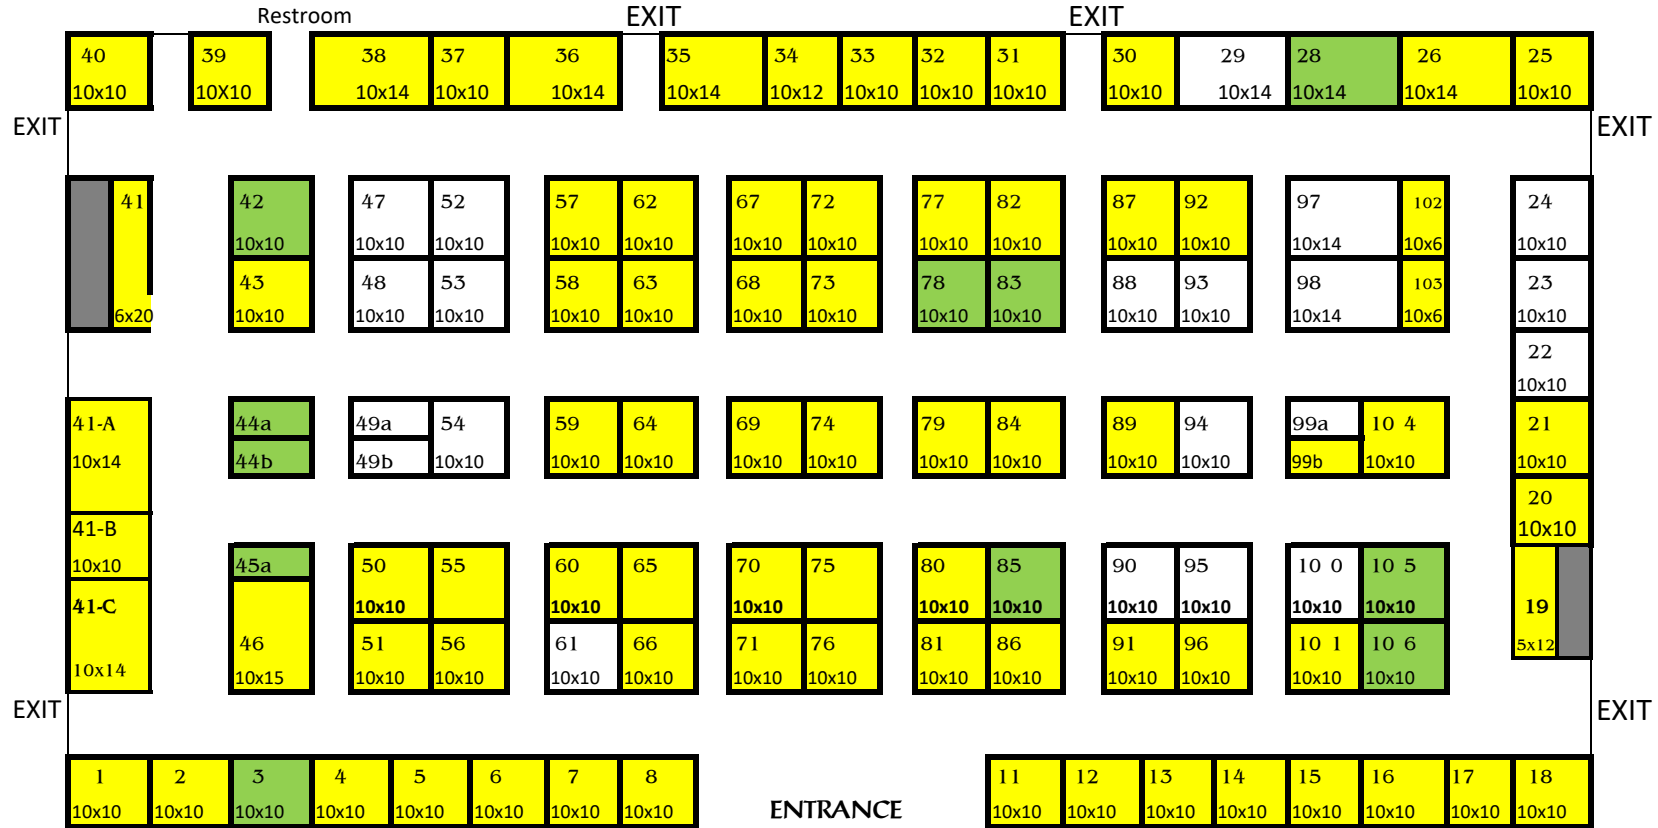 Restroom EXIT EXIT
40 39 38 37 36 35 34 33 32 31 30 29 28 26 25
10x10 10X10 10x14 10x10 10x14 10x14 10x12 10x10 10x10 10x10 10x10 10x14 10x14 10x14 10x10
EXIT EXIT
41 42 47 52 57 62 67 72 77 82 87 92 97 102 24
10x10 10x10 10x10 10x10 10x10 10x10 10x10 10x10 10x10 10x10 10x10 10x14 10x6 10x10
43 48 53 58 63 68 73 78 83 88 93 98 103 23
6x20 10x10 10x10 10x10 10x10 10x10 10x10 10x10 10x10 10x10 10x10 10x10 10x14 10x6 10x10
22
10x10
41-A 44a 49a 54 59 64 69 74 79 84 89 94 99a 10 4 21
10x14 44b 49b 10x10 10x10 10x10 10x10 10x10 10x10 10x10 10x10 10x10 99b 10x10 10x10
20
41-B 10x10
10x10 45a 50 55 60 65 70 75 80 85 90 95 10 0 10 5
41-C 10x10 10x10 10x10 10x10 10x10 10x10 10x10 10x10 10x10 19
46 51 56 61 66 71 76 81 86 91 96 10 1 10 6 5x12
10x14 10x15 10x10 10x10 10x10 10x10 10x10 10x10 10x10 10x10 10x10 10x10 10x10 10x10
EXIT EXIT
1 2 3 4 5 6 7 8 11 12 13 14 15 16 17 18
10x10 10x10 10x10 10x10 10x10 10x10 10x10 10x10 ENTRANCE 10x10 10x10 10x10 10x10 10x10 10x10 10x10 10x10